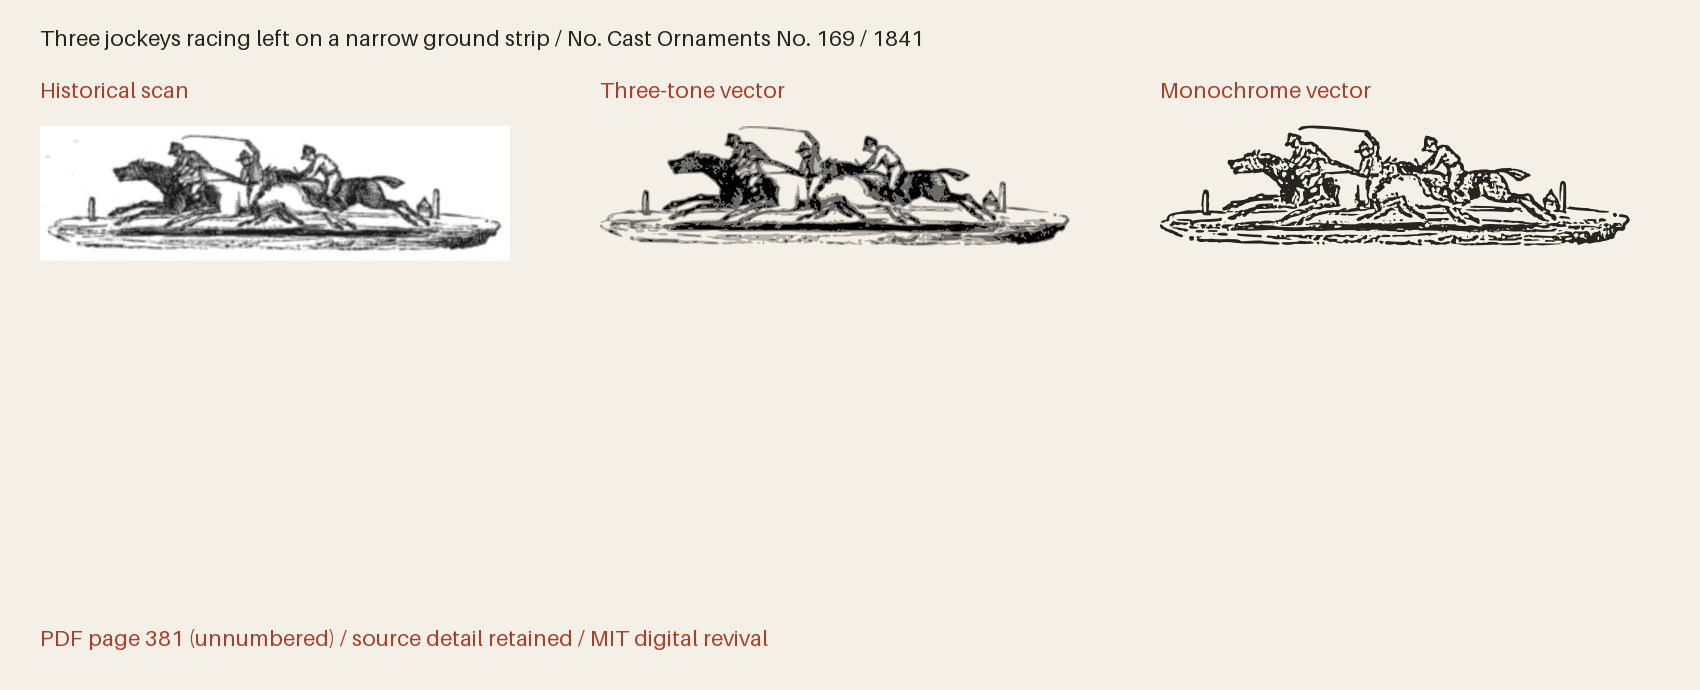 Three jockeys racing left on a narrow ground strip / No. Cast Ornaments No. 169 / 1841
Historical scan
Three-tone vector
Monochrome vector
PDF page 381 (unnumbered) / source detail retained / MIT digital revival